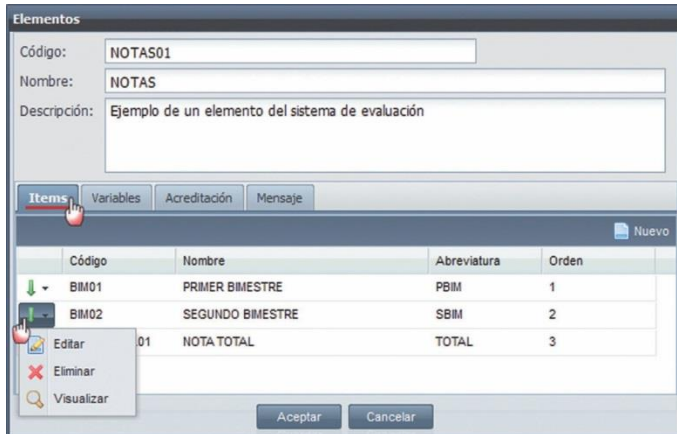 Elementos
Código: NOTAS01
Nombre: NOTAS
Descripción: Ejemplo de un elemento del sistema de evaluación
Items Variables Acreditación Mensaje
Nuevo
Código Nombre Abreviatura Orden
BIM01 PRIMER BIMESTRE PBIM 1
BIM02 SEGUNDO BIMESTRE SBIM 2
Editar 01 NOTA TOTAL TOTAL 3
Eliminar
Visualizar
Aceptar Cancelar